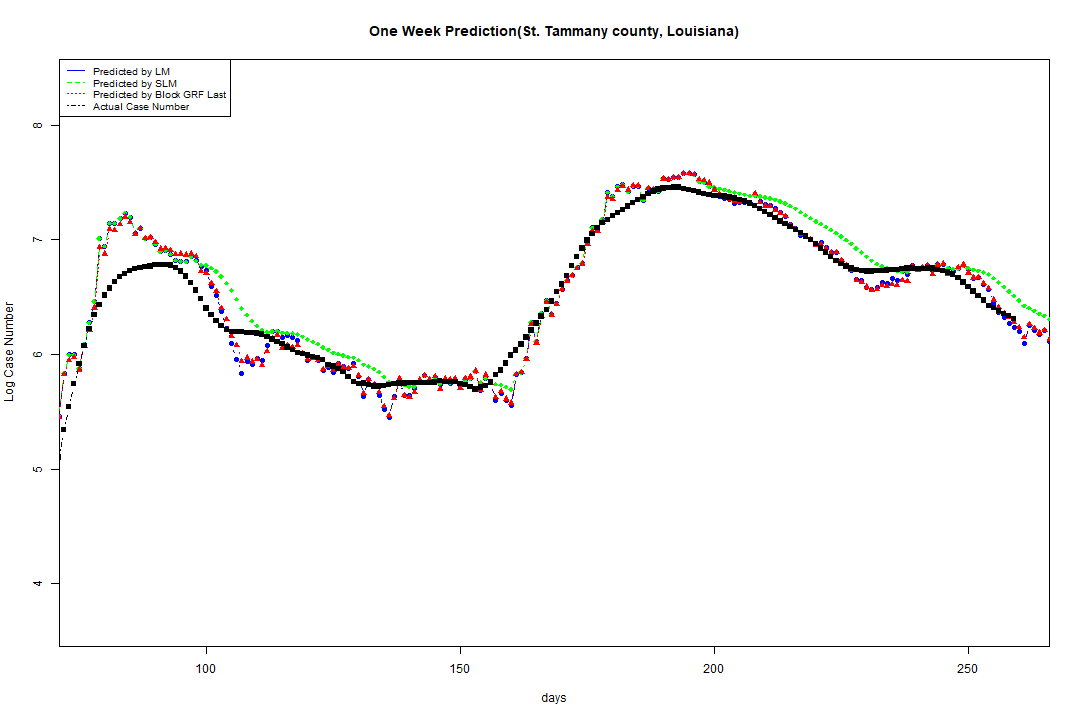 One Week Prediction(St. Tammany county, Louisiana)
Predicted by LM
Predicted by SLM
Predicted by Block GRF Last
Actual Case Number
8
7
6
5
4
Log Case Number
100 150 200 250
days